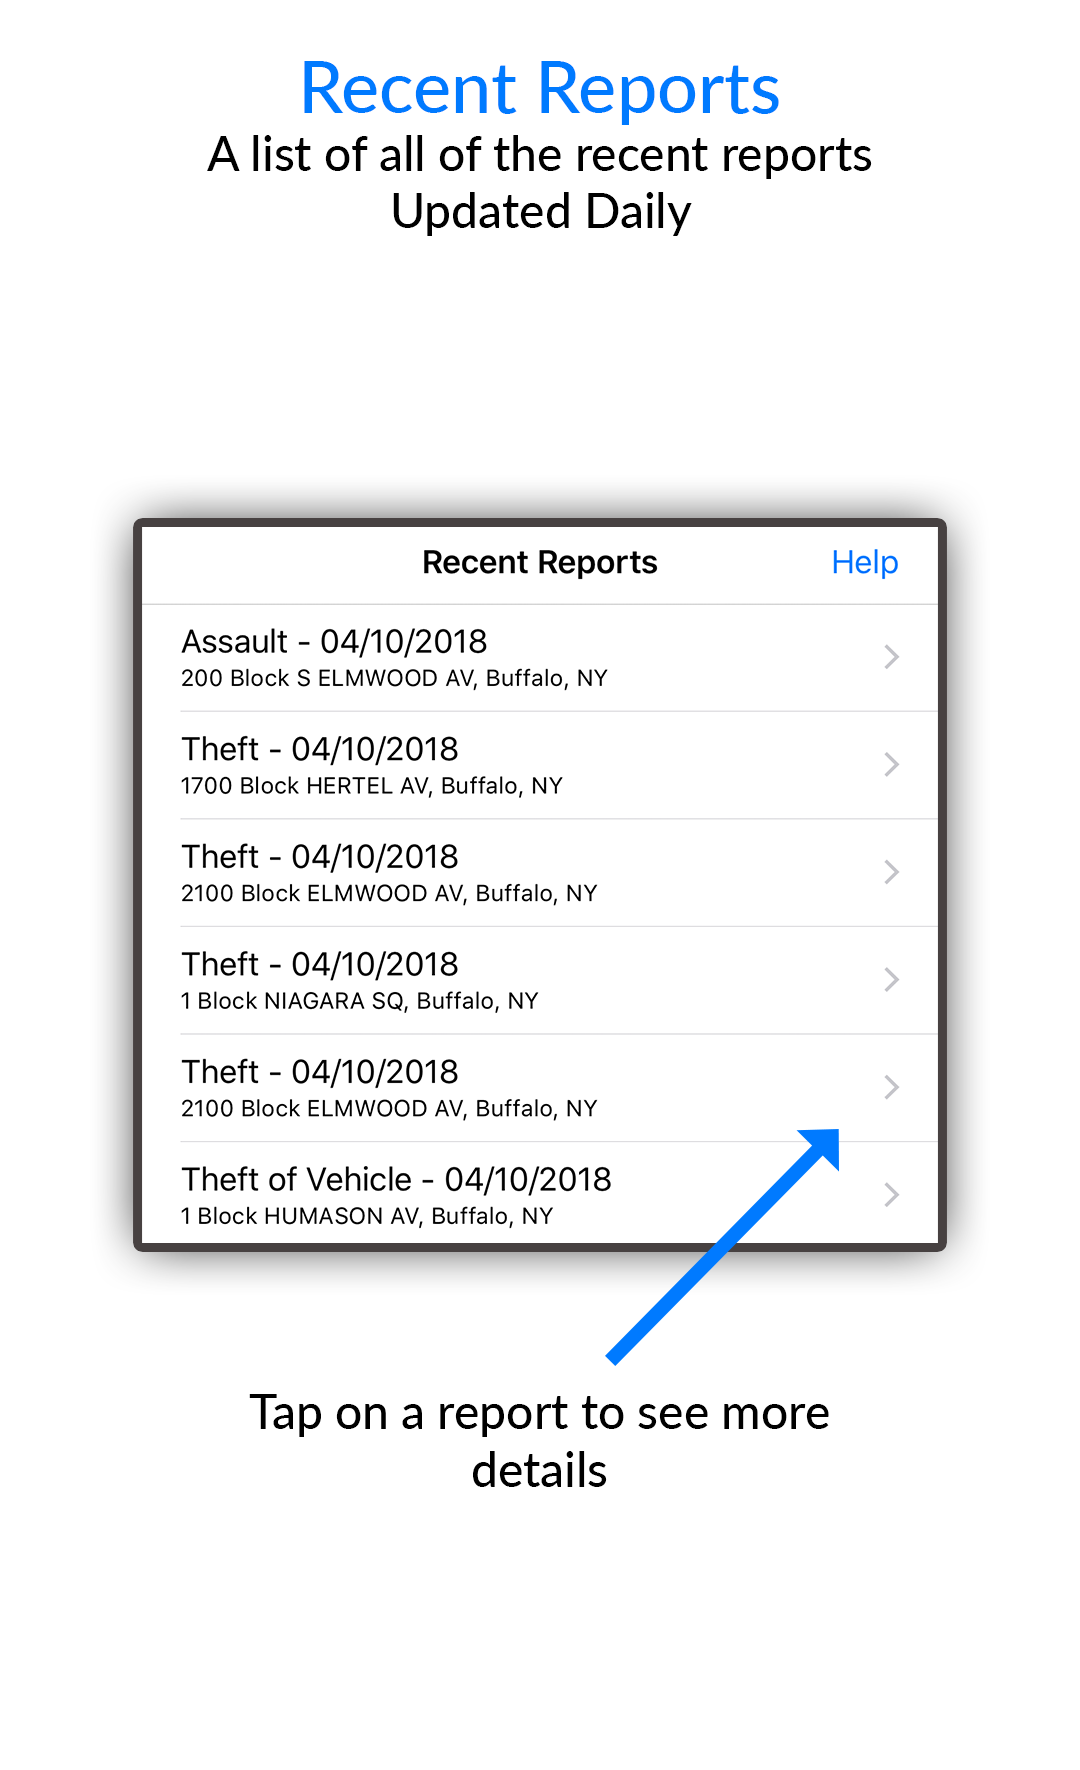 Recent Reports
A list of all of the recent reports
Updated Daily
Recent Reports
Help
Assault - 04/10/2018
200 Block S ELMWOOD AV, Buffalo, NY
Theft - 04/10/2018
1700 Block HERTEL AV, Buffalo, NY
Theft - 04/10/2018
2100 Block ELMWOOD AV, Buffalo, NY
Theft - 04/10/2018
1 Block NIAGARA SQ, Buffalo, NY
Theft - 04/10/2018
2100 Block ELMWOOD AV, Buffalo, NY
Theft of Vehicle - 04/10/2018
1 Block HUMASON AV, Buffalo, NY
Tap on a report to see more
details